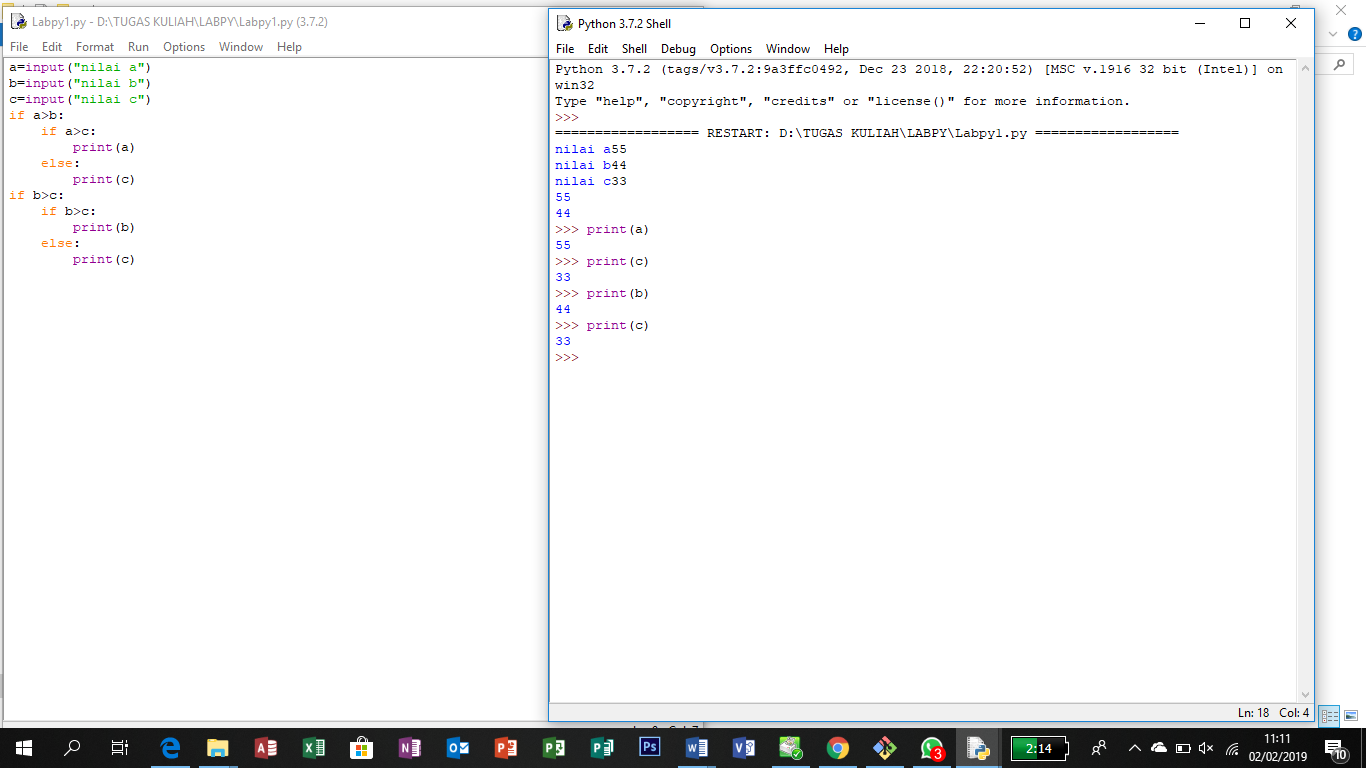 Labpy1.py - D:\TUGAS KULIAH\LABPY\Labpy1.py (3.7.2)
File Edit Format Run Options Window Help
a=input("nilai a")
b=input("nilai b")
c=input("nilai c")
if a>b:
    if a>c:
        print(a)
    else:
        print(c)
if b>c:
    if b>c:
        print(b)
    else:
        print(c)
Python 3.7.2 Shell
File Edit Shell Debug Options Window Help
Python 3.7.2 (tags/v3.7.2:9a3ffc0492, Dec 23 2018, 22:20:52) [MSC v.1916 32 bit (Intel)] on
win32
Type "help", "copyright", "credits" or "license()" for more information.
>>>
================== RESTART: D:\TUGAS KULIAH\LABPY\Labpy1.py ==================
nilai a55
nilai b44
nilai c33
55
44
>>> print(a)
55
>>> print(c)
33
>>> print(b)
44
>>> print(c)
33
>>>
Ln: 18 Col: 4
2:14
11:11
02/02/2019
3
10